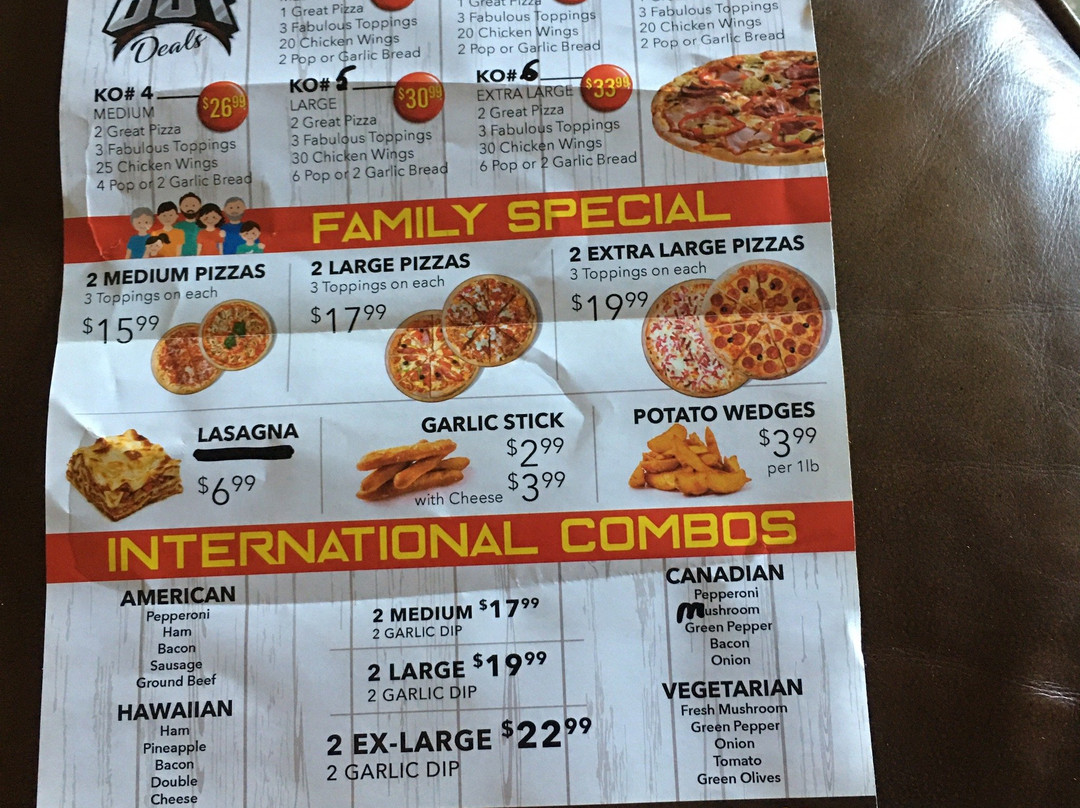 Deals
1 Great Pizza
3 Fabulous Toppings
20 Chicken Wings
2 Pop or Garlic Bread
1 Great Pizza
3 Fabulous Toppings
20 Chicken Wings
2 Pop or Garlic Bread
3 Fabulous Toppings
20 Chicken Wings
2 Pop or Garlic Bread
KO# 4
$26.99
MEDIUM
2 Great Pizza
3 Fabulous Toppings
25 Chicken Wings
4 Pop or 2 Garlic Bread
KO# 5
$30.99
LARGE
2 Great Pizza
3 Fabulous Toppings
30 Chicken Wings
6 Pop or 2 Garlic Bread
KO# 6
$33.99
EXTRA LARGE
2 Great Pizza
3 Fabulous Toppings
30 Chicken Wings
6 Pop or 2 Garlic Bread
FAMILY SPECIAL
2 MEDIUM PIZZAS
3 Toppings on each
$15.99
2 LARGE PIZZAS
3 Toppings on each
$17.99
2 EXTRA LARGE PIZZAS
3 Toppings on each
$19.99
LASAGNA
$6.99
GARLIC STICK
$2.99
with Cheese $3.99
POTATO WEDGES
$3.99
per 1lb
INTERNATIONAL COMBOS
AMERICAN
Pepperoni
Ham
Bacon
Sausage
Ground Beef
HAWAIIAN
Ham
Pineapple
Bacon
Double
Cheese
2 MEDIUM $17.99
2 GARLIC DIP
2 LARGE $19.99
2 GARLIC DIP
2 EX-LARGE $22.99
2 GARLIC DIP
CANADIAN
Pepperoni
Mushroom
Green Pepper
Bacon
Onion
VEGETARIAN
Fresh Mushroom
Green Pepper
Onion
Tomato
Green Olives